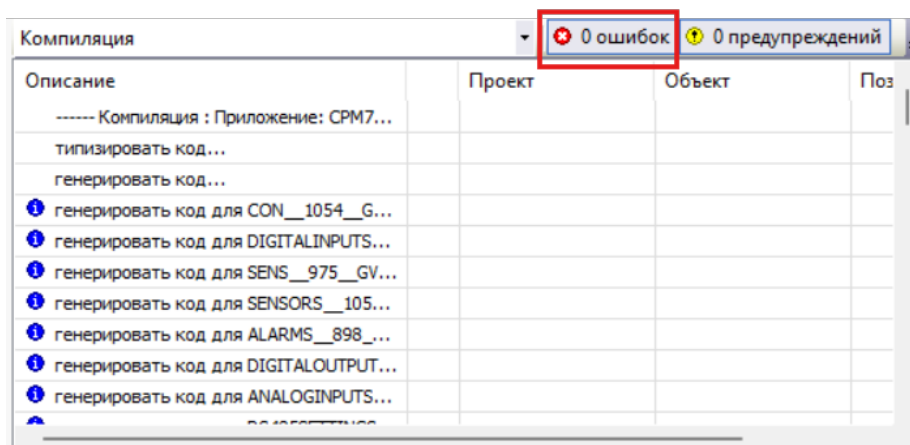 Компиляция 0 ошибок 0 предупреждений
Описание Проект Объект Поз
------ Компиляция : Приложение: CPM7...
типизировать код...
генерировать код...
генерировать код для CON__1054__G...
генерировать код для DIGITALINPUTS...
генерировать код для SENS__975__GV...
генерировать код для SENSORS__105...
генерировать код для ALARMS__898_...
генерировать код для DIGITALOUTPUT...
генерировать код для ANALOGINPUTS...